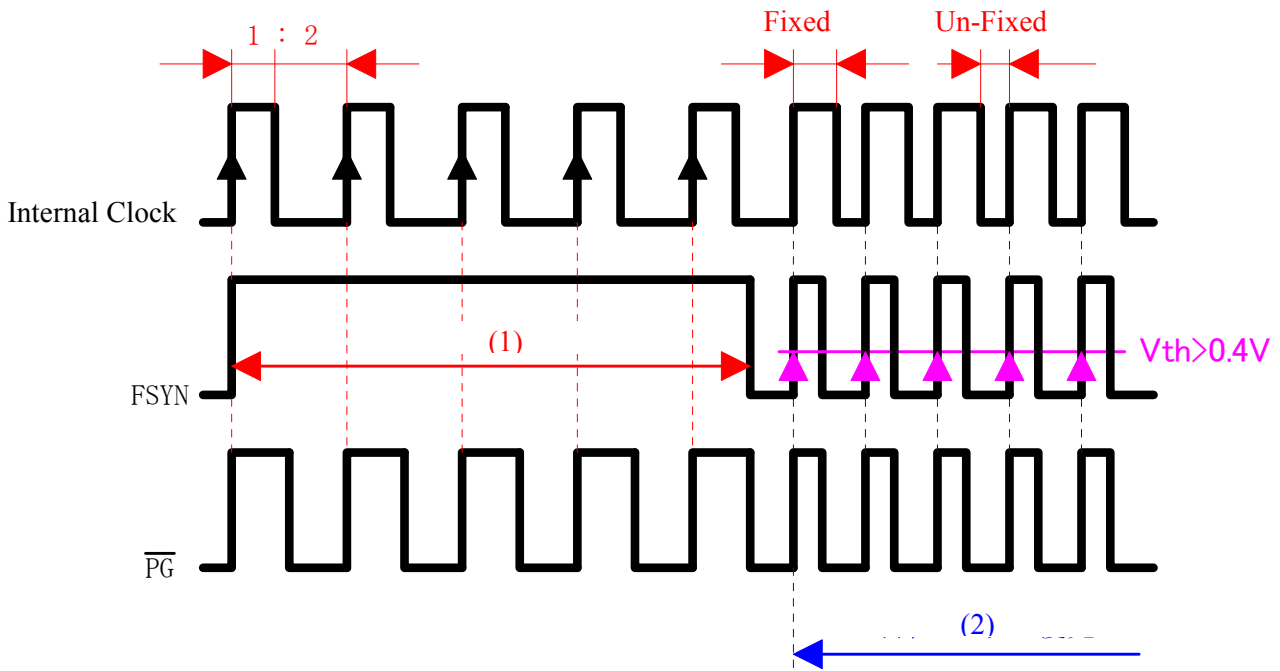 1 : 2
Fixed
Un-Fixed
Internal Clock
(1)
Vth>0.4V
FSYN
PG
(2)